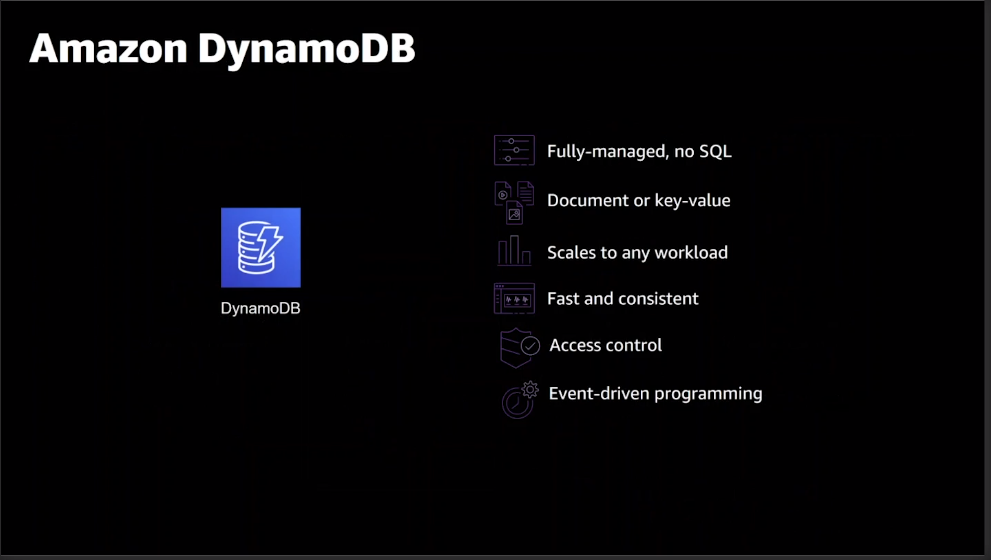 Amazon DynamoDB
DynamoDB
Fully-managed, no SQL
Document or key-value
Scales to any workload
Fast and consistent
Access control
Event-driven programming